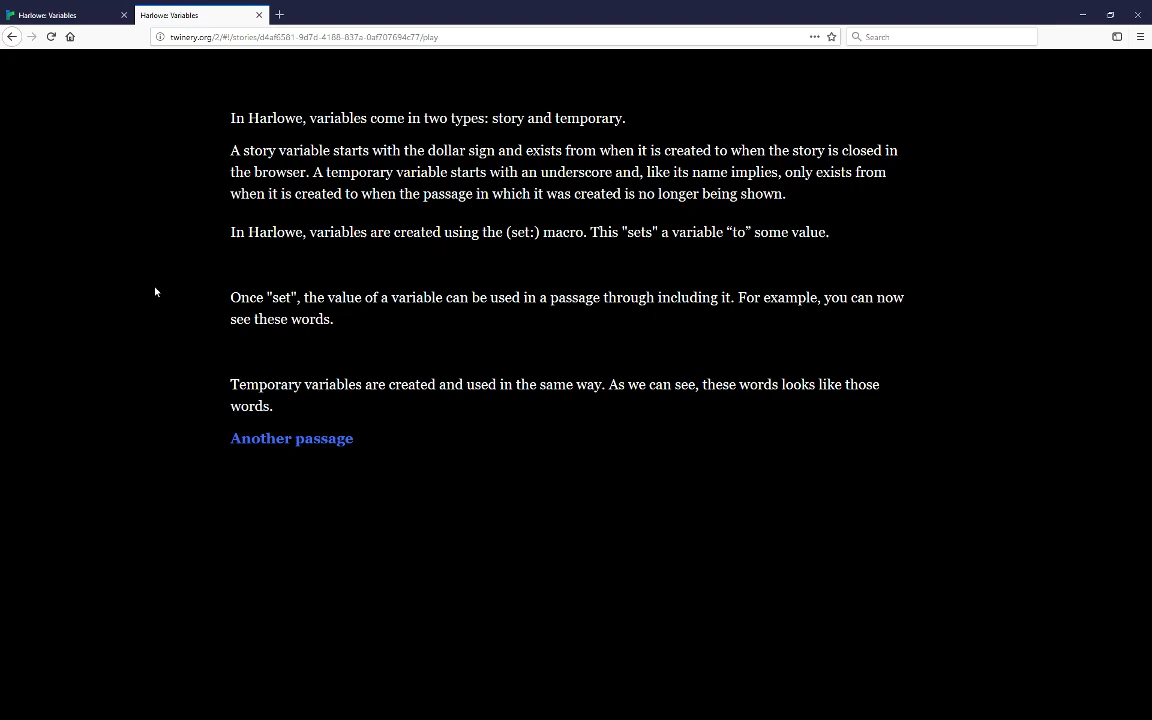 Harlowe: Variables
Harlowe: Variables
twinery.org/2/#!/stories/d4af6581-9d7d-4188-837a-0af707694c77/play
Search
In Harlowe, variables come in two types: story and temporary.
A story variable starts with the dollar sign and exists from when it is created to when the story is closed in
the browser. A temporary variable starts with an underscore and, like its name implies, only exists from
when it is created to when the passage in which it was created is no longer being shown.
In Harlowe, variables are created using the (set:) macro. This "sets" a variable “to” some value.
Once "set", the value of a variable can be used in a passage through including it. For example, you can now
see these words.
Temporary variables are created and used in the same way. As we can see, these words looks like those
words.
Another passage